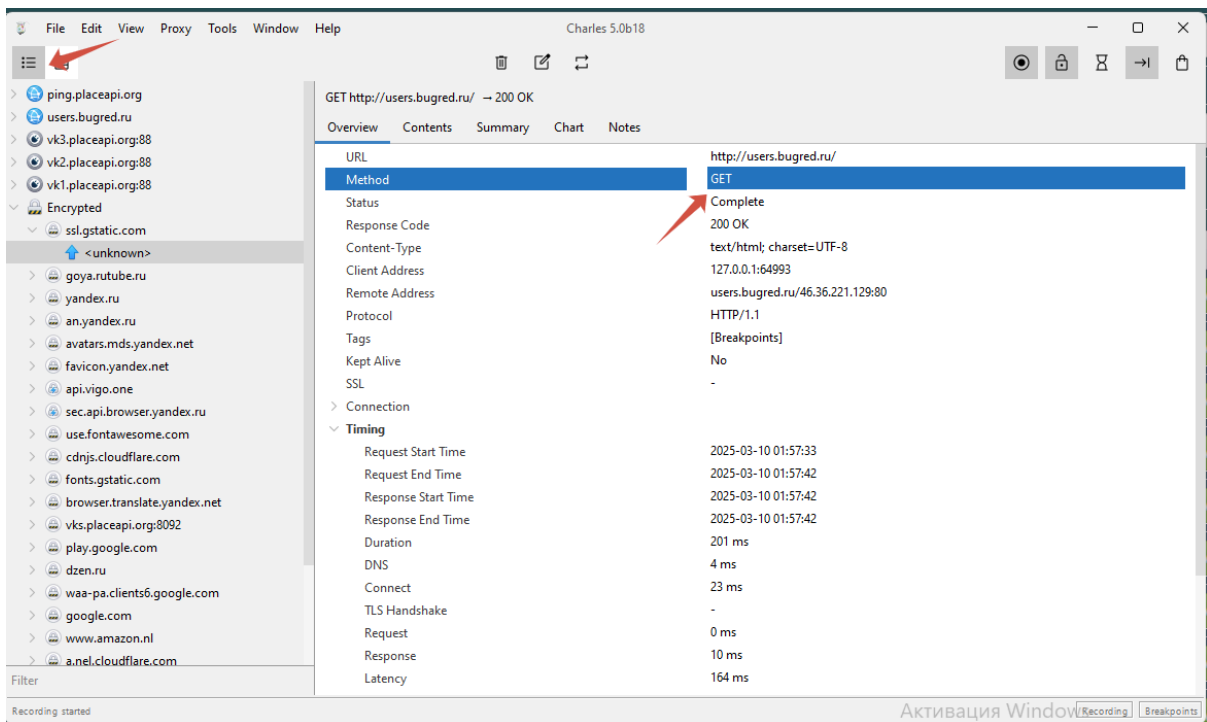 File Edit View Proxy Tools Window Help Charles 5.0b18
ping.placeapi.org
users.bugred.ru
vk3.placeapi.org:88
vk2.placeapi.org:88
vk1.placeapi.org:88
Encrypted
ssl.gstatic.com
<unknown>
goya.rutube.ru
yandex.ru
an.yandex.ru
avatars.mds.yandex.net
favicon.yandex.net
api.vigo.one
sec.api.browser.yandex.ru
use.fontawesome.com
cdnjs.cloudflare.com
fonts.gstatic.com
browser.translate.yandex.net
vks.placeapi.org:8092
play.google.com
dzen.ru
waa-pa.clients6.google.com
google.com
www.amazon.nl
a.nel.cloudflare.com
Filter
GET http://users.bugred.ru/ → 200 OK
Overview Contents Summary Chart Notes
URL http://users.bugred.ru/
Method GET
Status Complete
Response Code 200 OK
Content-Type text/html; charset=UTF-8
Client Address 127.0.0.1:64993
Remote Address users.bugred.ru/46.36.221.129:80
Protocol HTTP/1.1
Tags [Breakpoints]
Kept Alive No
SSL -
Connection
Timing
Request Start Time 2025-03-10 01:57:33
Request End Time 2025-03-10 01:57:42
Response Start Time 2025-03-10 01:57:42
Response End Time 2025-03-10 01:57:42
Duration 201 ms
DNS 4 ms
Connect 23 ms
TLS Handshake -
Request 0 ms
Response 10 ms
Latency 164 ms
Recording started Активация Window Recording Breakpoints